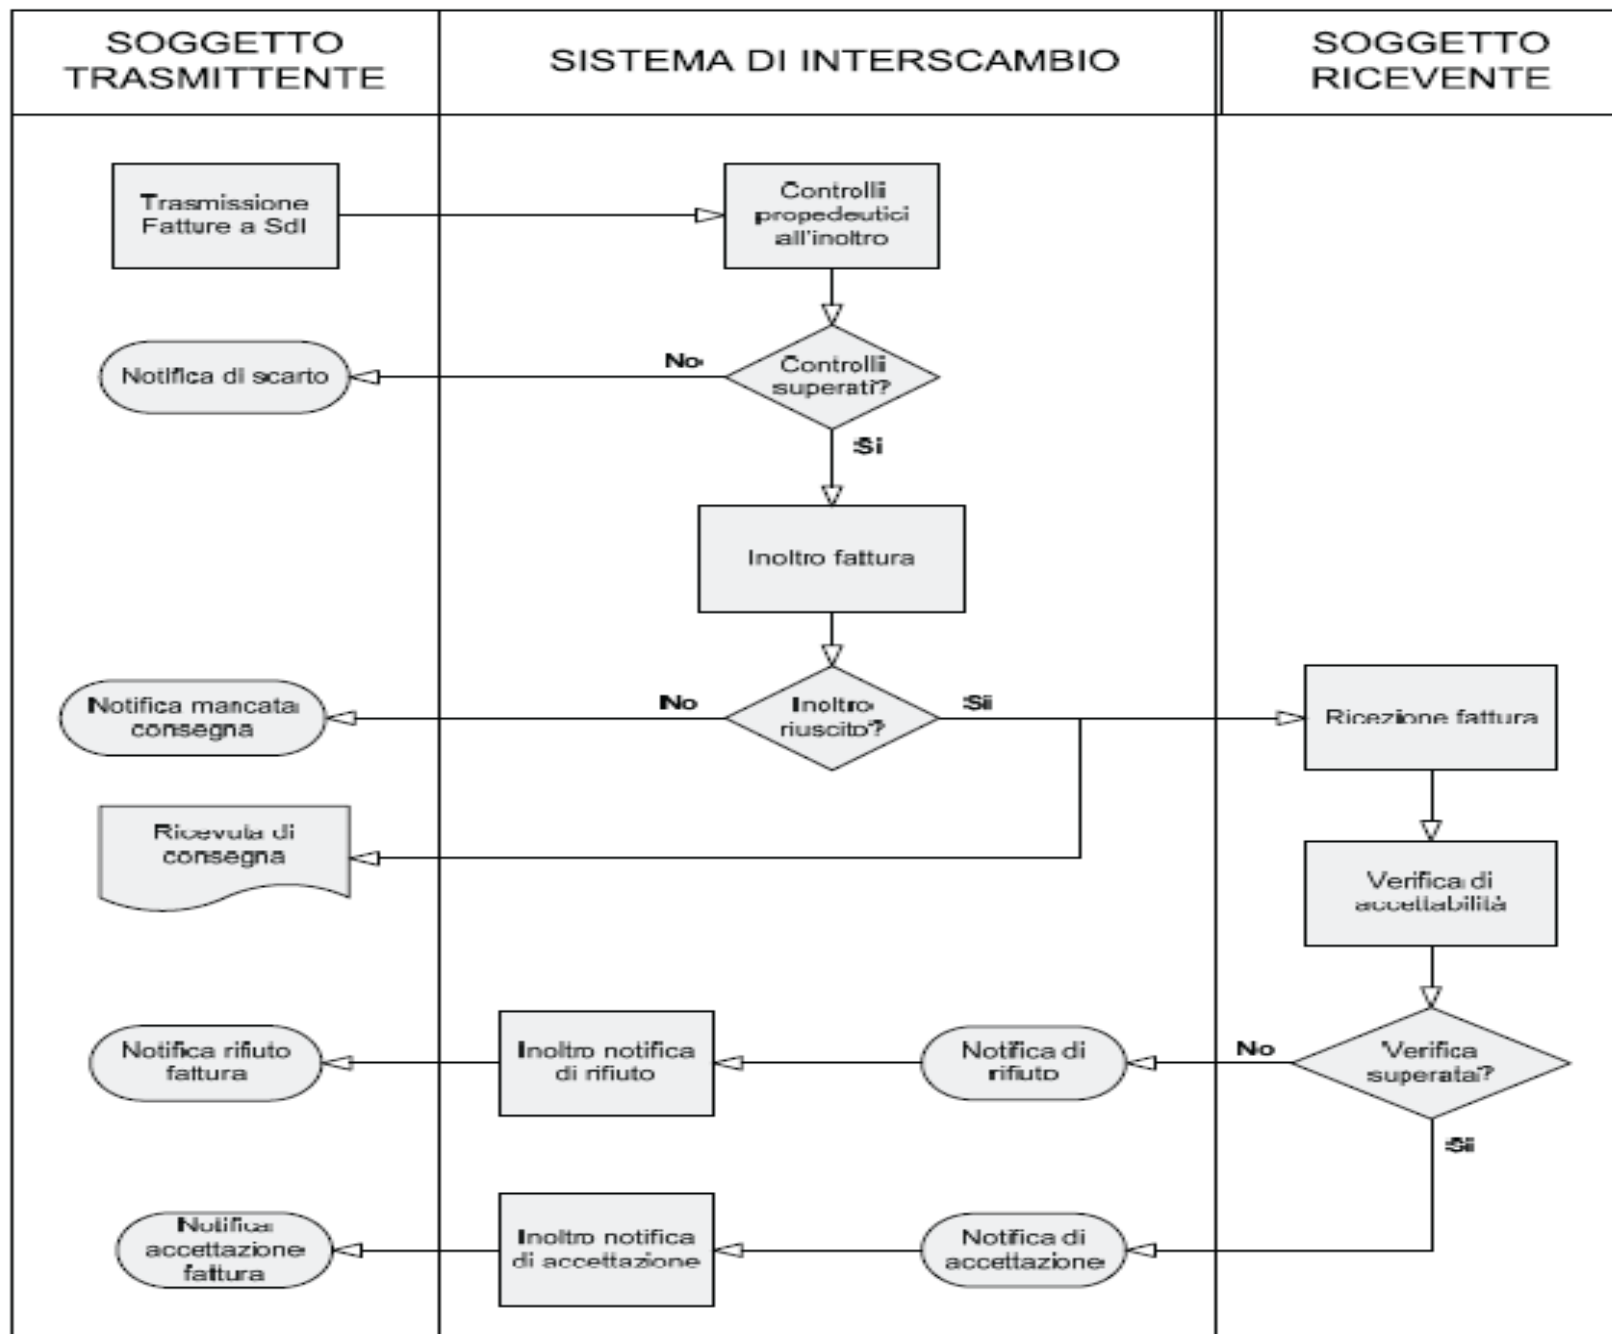 SOGGETTO
TRASMITTENTE
SISTEMA DI INTERSCAMBIO
SOGGETTO
RICEVENTE
Trasmissione
Fatture a SdI
Controlli
propedeutici
all'inoltro
Notifica di scarto
No
Controlli
superati?
Si
Inoltro fattura
Notifica mancata
consegna
No
Inoltro
riuscito?
Si
Ricezione fattura
Ricevuta di
consegna
Verifica di
accettabilità
Notifica rifiuto
fattura
Inoltro notifica
di rifiuto
Notifica di
rifiuto
No
Verifica
superata?
Si
Notifica
accettazione
fattura
Inoltro notifica
di accettazione
Notifica di
accettazione